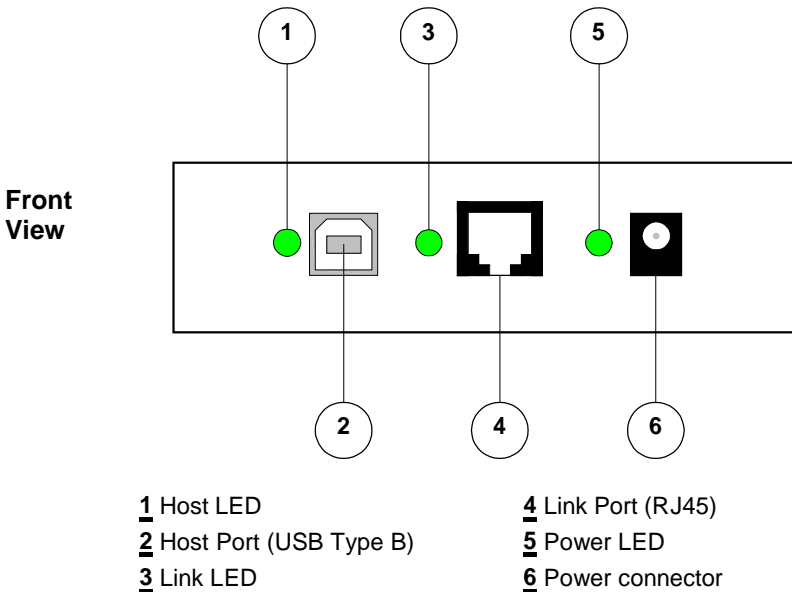 1 3 5
Front
View
2 4 6
1 Host LED
2 Host Port (USB Type B)
3 Link LED
4 Link Port (RJ45)
5 Power LED
6 Power connector